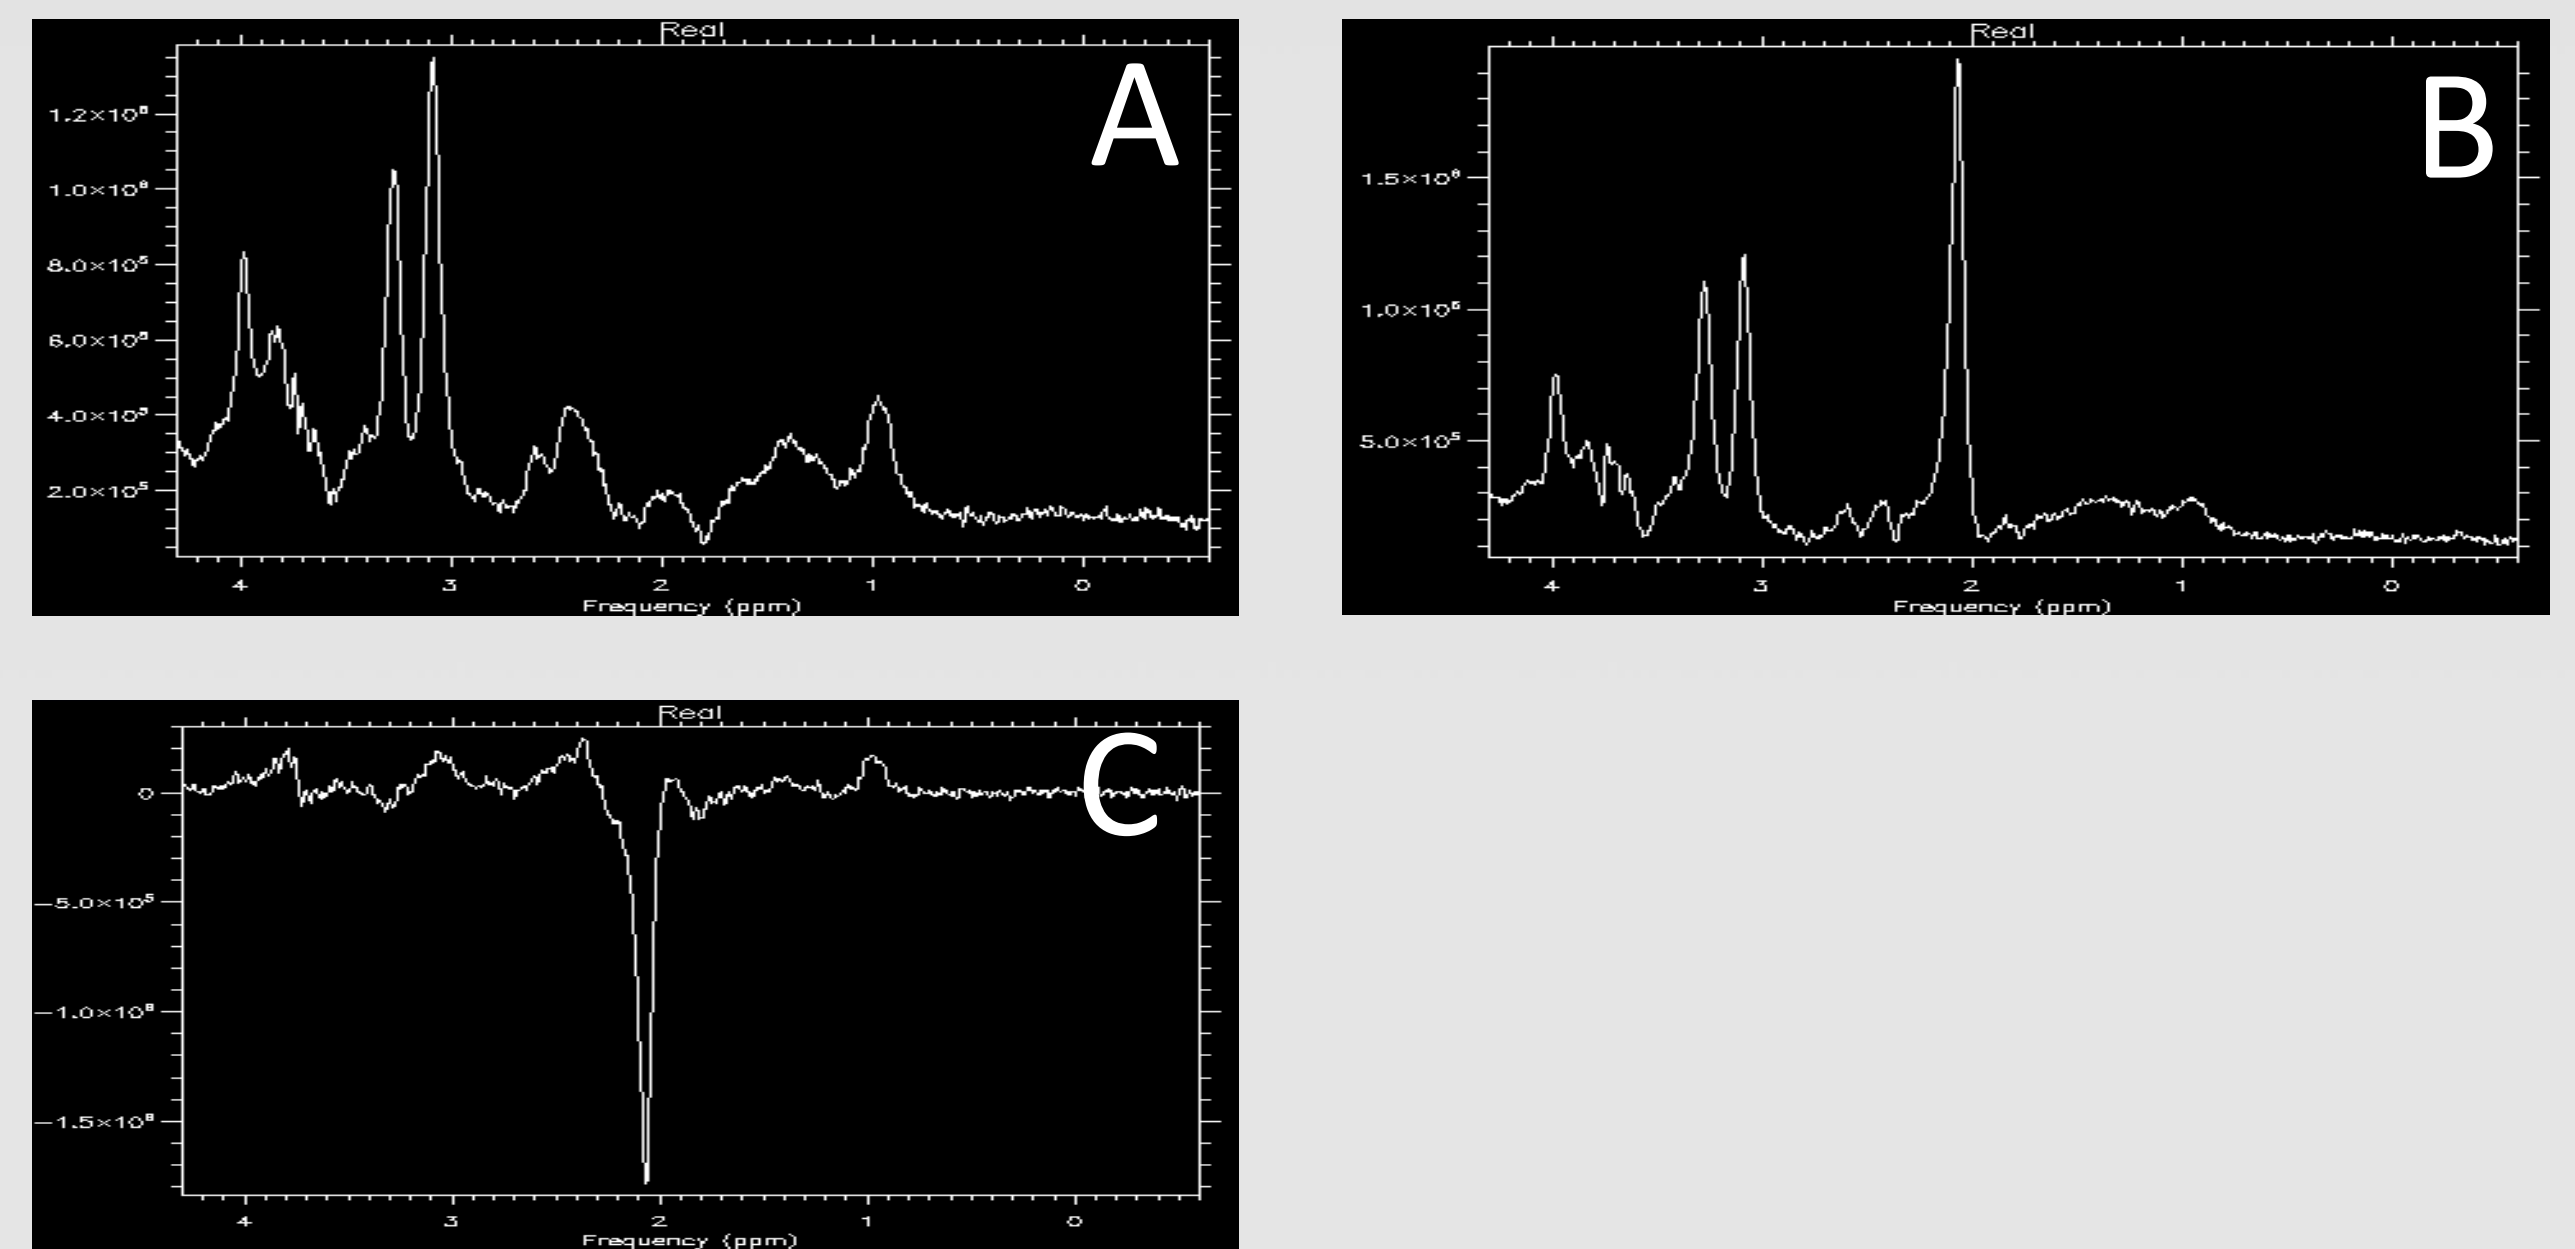 Real
A
1.2×10⁶
1.0×10⁶
8.0×10⁵
6.0×10⁵
4.0×10⁵
2.0×10⁵
4 3 2 1 0
Frequency (ppm)
Real
B
1.5×10⁶
1.0×10⁶
5.0×10⁵
4 3 2 1 0
Frequency (ppm)
Real
C
0
−5.0×10⁵
−1.0×10⁶
−1.5×10⁶
4 3 2 1 0
Frequency (ppm)